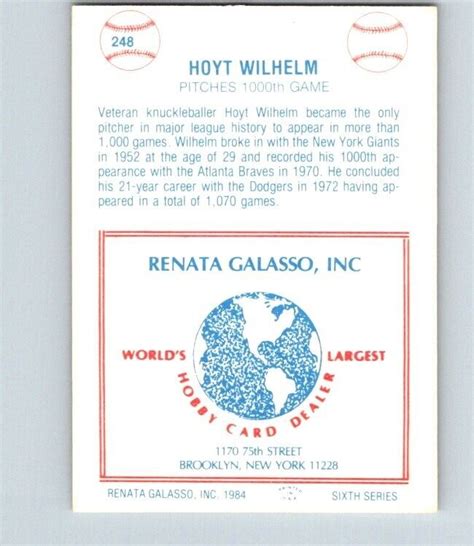 248
HOYT WILHELM
PITCHES 1000th GAME
Veteran knuckleballer Hoyt Wilhelm became the only
pitcher in major league history to appear in more than
1,000 games. Wilhelm broke in with the New York Giants
in 1952 at the age of 29 and recorded his 1000th ap-
pearance with the Atlanta Braves in 1970. He concluded
his 21-year career with the Dodgers in 1972 having ap-
peared in a total of 1,070 games.
RENATA GALASSO, INC
WORLD'S LARGEST
HOBBY CARD DEALER
1170 75th STREET
BROOKLYN, NEW YORK 11228
RENATA GALASSO, INC. 1984 SIXTH SERIES